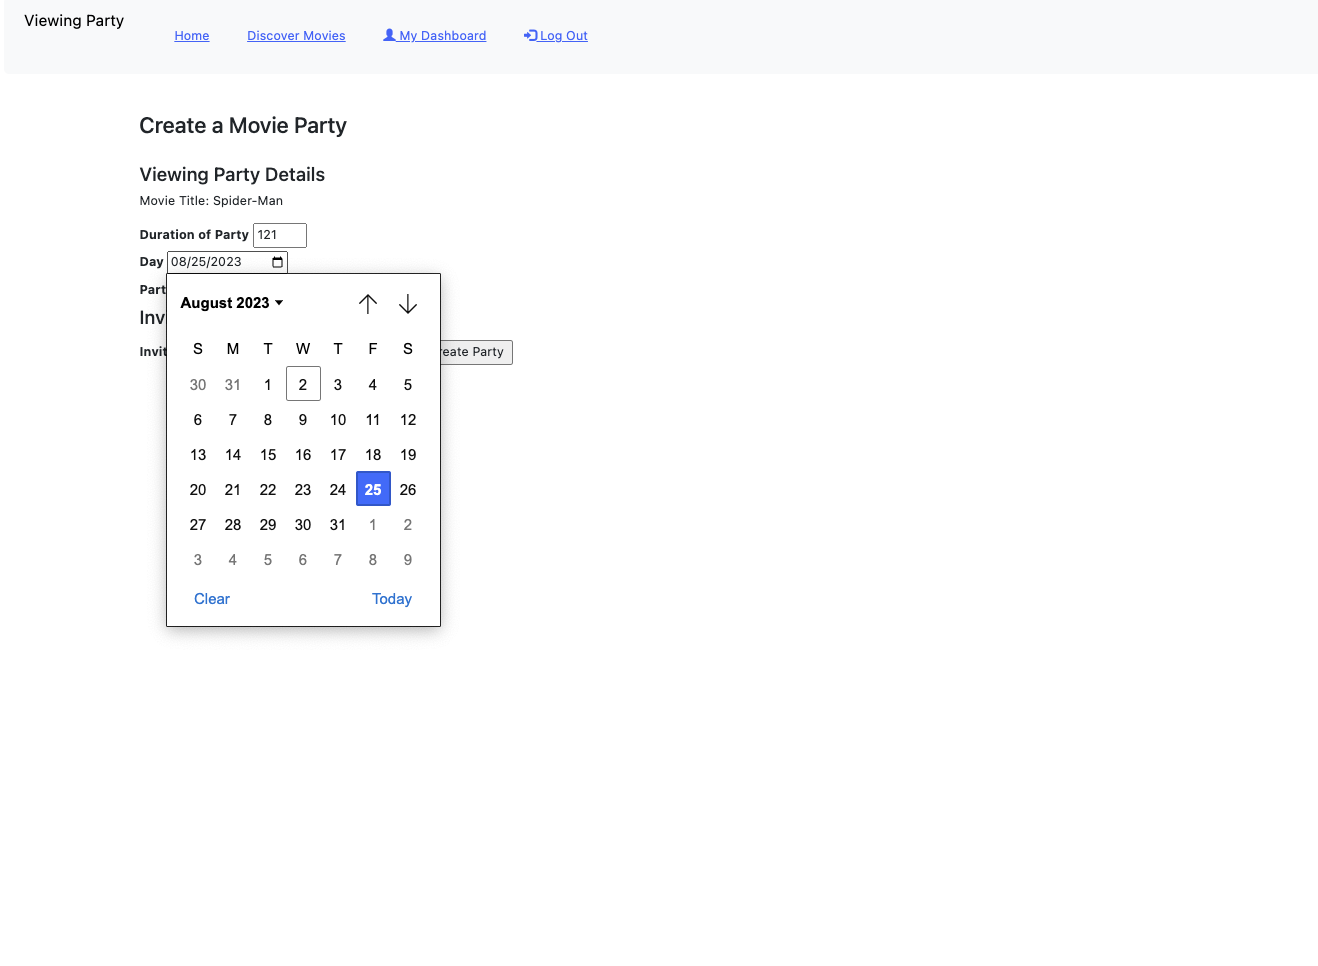 Viewing Party
Home Discover Movies My Dashboard Log Out
Create a Movie Party
Viewing Party Details
Movie Title: Spider-Man
Duration of Party 121
Day 08/25/2023
Part
August 2023
Inv
S M T W T F S
Invit
reate Party
30 31 1 2 3 4 5
6 7 8 9 10 11 12
13 14 15 16 17 18 19
20 21 22 23 24 25 26
27 28 29 30 31 1 2
3 4 5 6 7 8 9
Clear Today